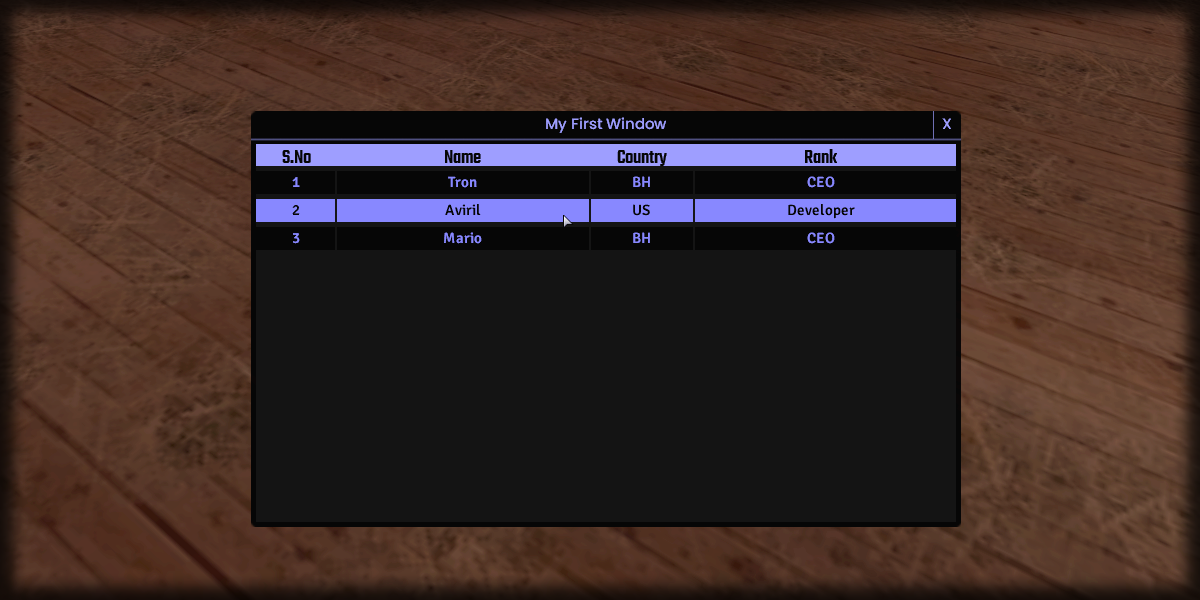 My First Window X
S.No Name Country Rank
1 Tron BH CEO
2 Aviril US Developer
3 Mario BH CEO